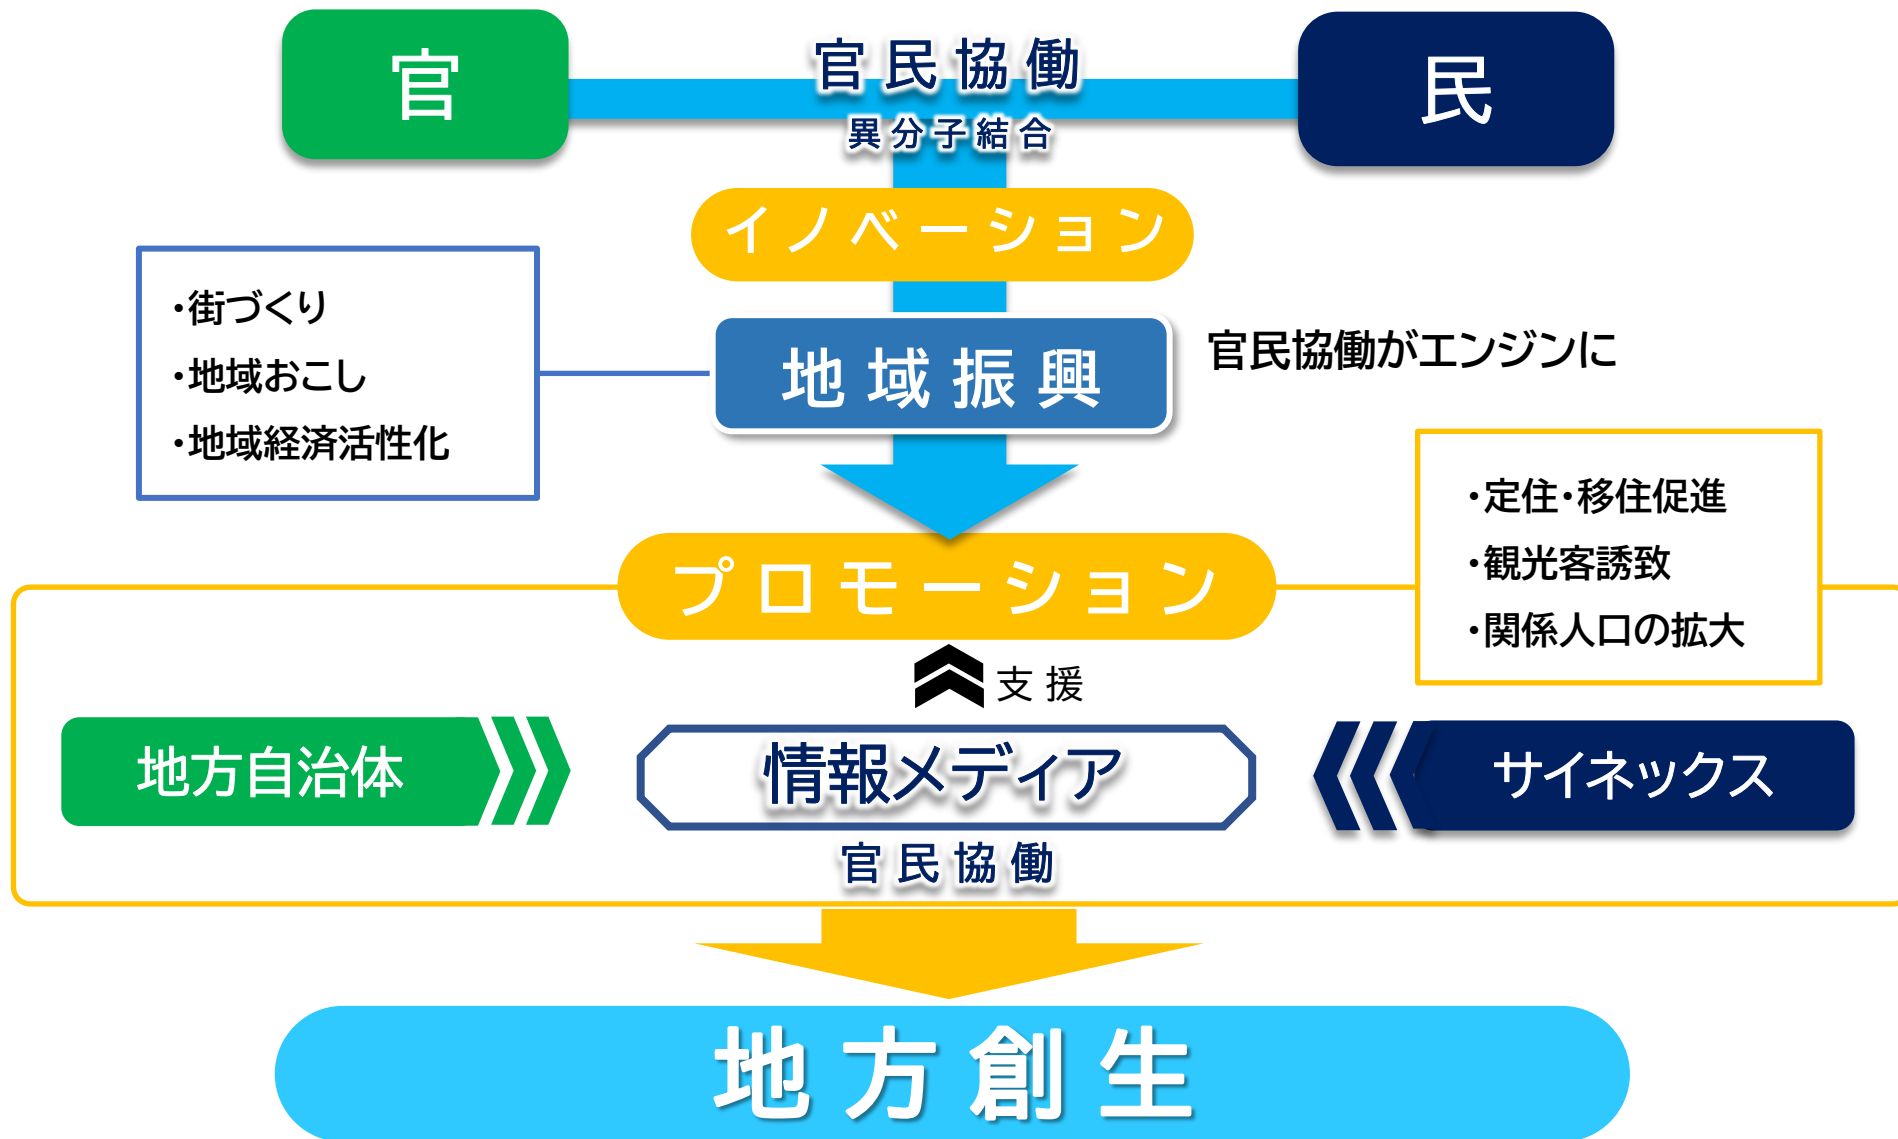 官
官民協働
民
異分子結合
イノベーション
・街づくり
・地域おこし
・地域経済活性化
地域振興
官民協働がエンジンに
・定住・移住促進
・観光客誘致
・関係人口の拡大
プロモーション
支援
地方自治体
情報メディア
サイネックス
官民協働
地方創生